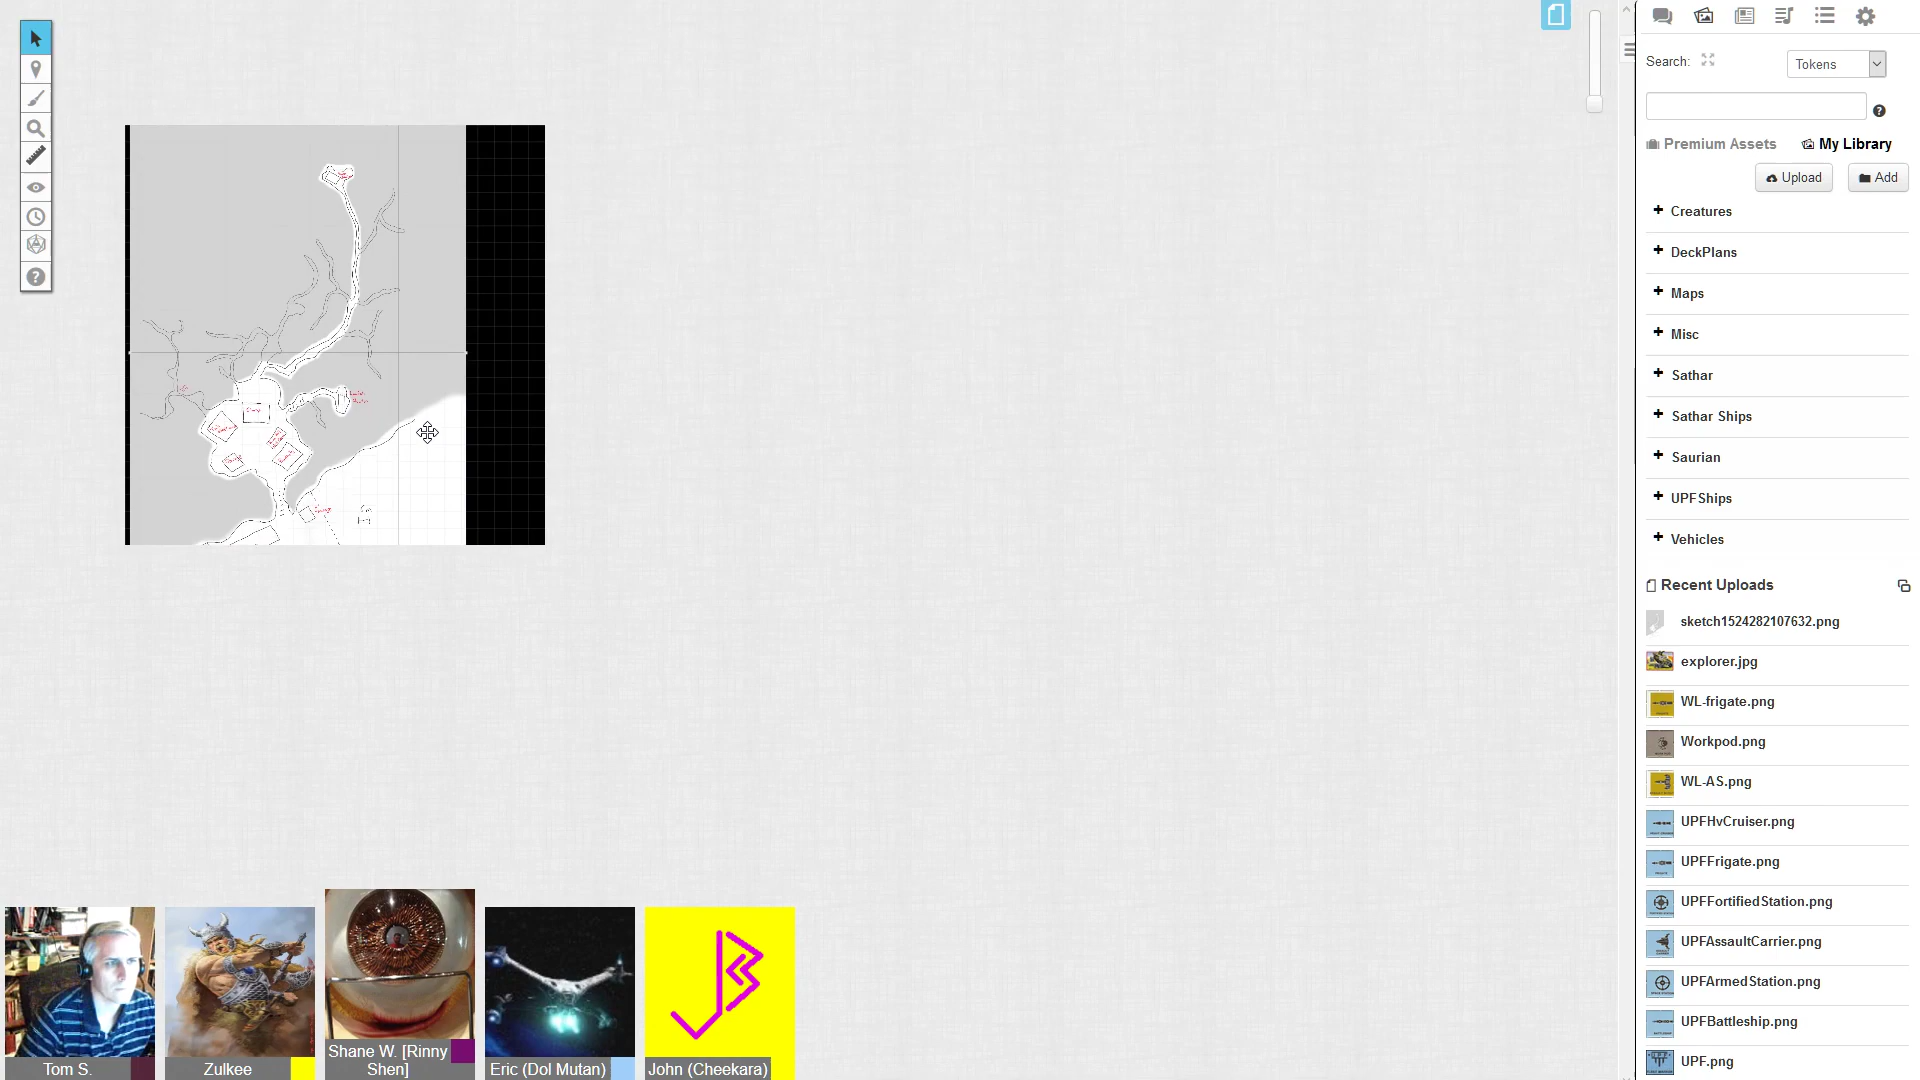 Search:
Tokens
Premium Assets
My Library
Upload
Add
Creatures
DeckPlans
Maps
Misc
Sathar
Sathar Ships
Saurian
UPFShips
Vehicles
Recent Uploads
sketch1524282107632.png
explorer.jpg
WL-frigate.png
Workpod.png
WL-AS.png
UPFHvCruiser.png
UPFFrigate.png
UPFFortifiedStation.png
UPFAssaultCarrier.png
UPFArmedStation.png
UPFBattleship.png
UPF.png
Tom S.
Zulkee
Shane W. [Rinny
Shen]
Eric (Dol Mutan)
John (Cheekara)